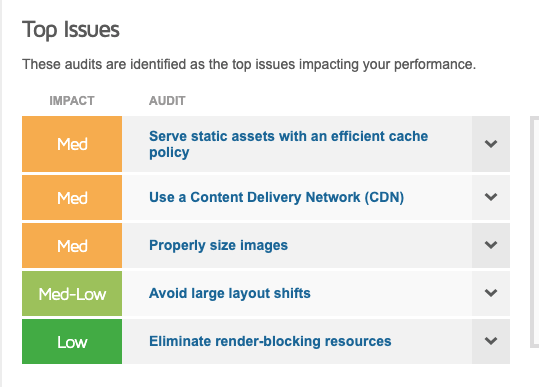 Top Issues
These audits are identified as the top issues impacting your performance.
IMPACT AUDIT
Med Serve static assets with an efficient cache
policy
Med Use a Content Delivery Network (CDN)
Med Properly size images
Med-Low Avoid large layout shifts
Low Eliminate render-blocking resources